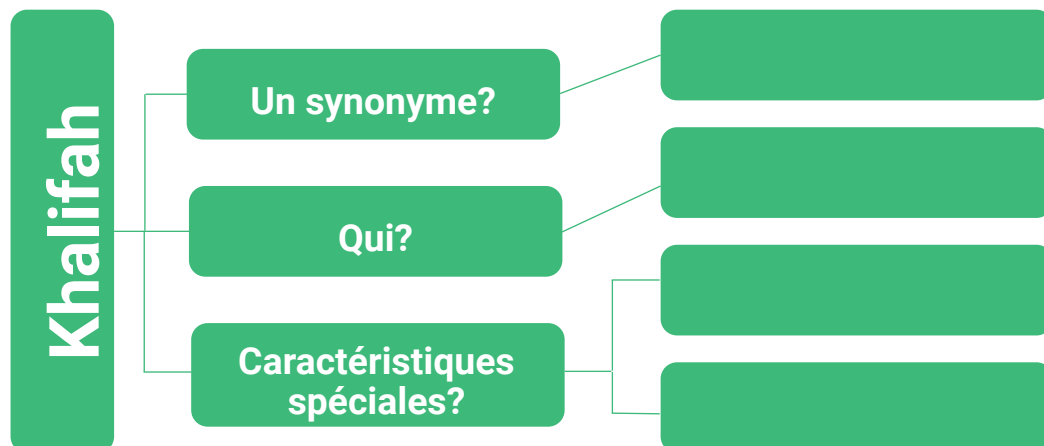 Khalifah
Un synonyme?
Qui?
Caractéristiques
spéciales?